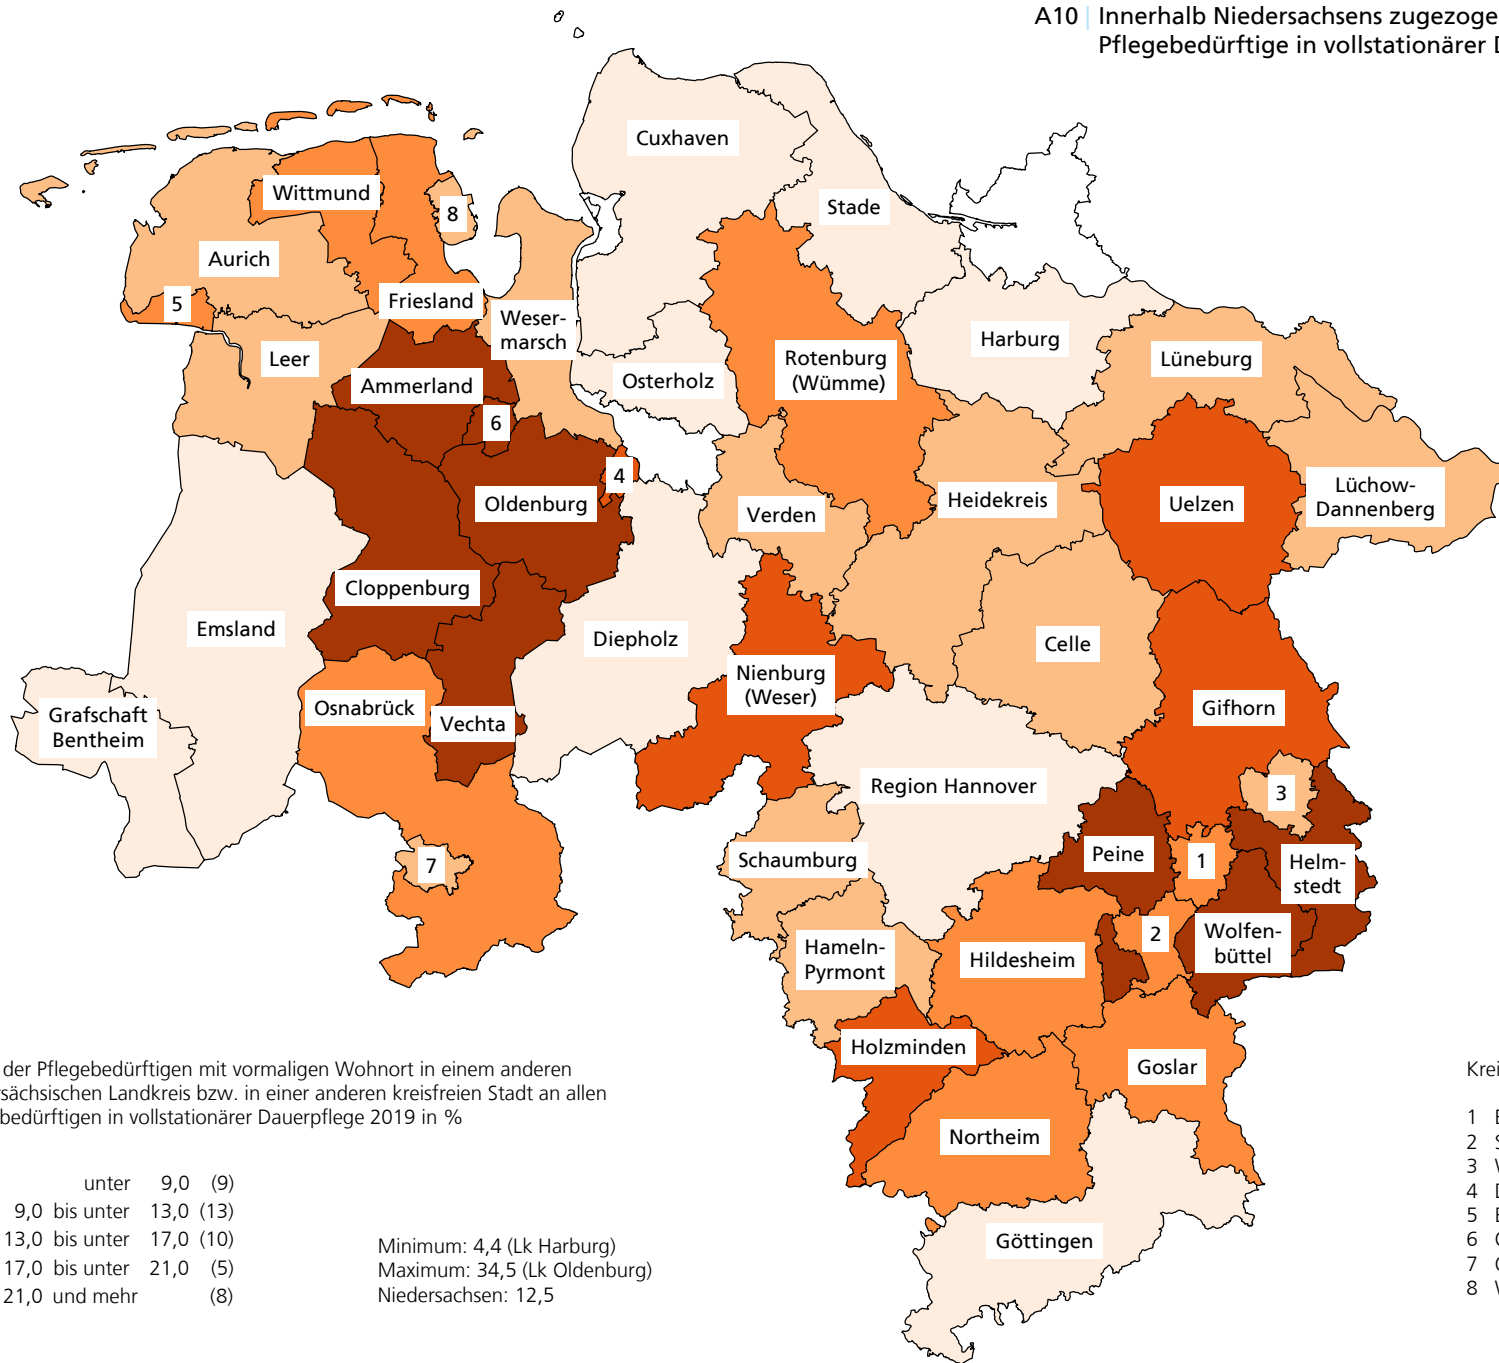 A10 | Innerhalb Niedersachsens
Pflegebedürftige in vollstationärer
Cuxhaven
Wittmund
8
Stade
Aurich
5
Friesland
Weser-
marsch
Harburg
Leer
Rotenburg
(Wümme)
Lüneburg
Ammerland
Osterholz
6
4
Oldenburg
Verden
Heidekreis
Uelzen
Lüchow-
Dannenberg
Cloppenburg
Emsland
Diepholz
Celle
Nienburg
(Weser)
Grafschaft
Bentheim
Osnabrück
Vechta
Gifhorn
Region Hannover
3
Schaumburg
Peine
1
Helm-
stedt
7
Hameln-
Pyrmont
Hildesheim
2
Wolfen-
büttel
Holzminden
Goslar
Northeim
Göttingen
der Pflegebedürftigen mit vormaligen Wohnort in einem anderen
Landkreis bzw. in einer anderen kreisfreien Stadt an allen
in vollstationärer Dauerpflege 2019 in %
unter 9,0 (9)
9,0 bis unter 13,0 (13)
13,0 bis unter 17,0 (10)
17,0 bis unter 21,0 (5)
21,0 und mehr (8)
Minimum: 4,4 (Lk Harburg)
Maximum: 34,5 (Lk Oldenburg)
Niedersachsen: 12,5
1
2
3
4
5
6
7
8